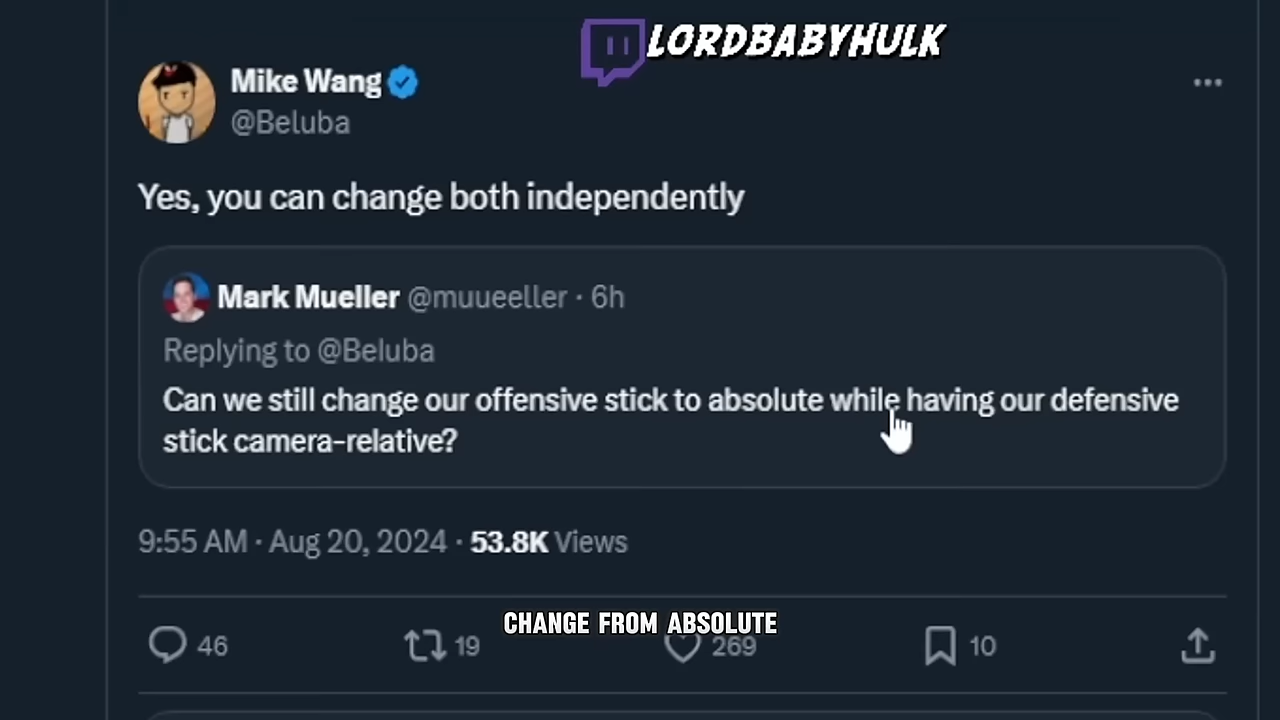 LORDBABYHULK
Mike Wang
@Beluba
Yes, you can change both independently
Mark Mueller @muueeller · 6h
Replying to @Beluba
Can we still change our offensive stick to absolute while having our defensive
stick camera-relative?
9:55 AM · Aug 20, 2024 · 53.8K Views
CHANGE FROM ABSOLUTE
46 19 269 10